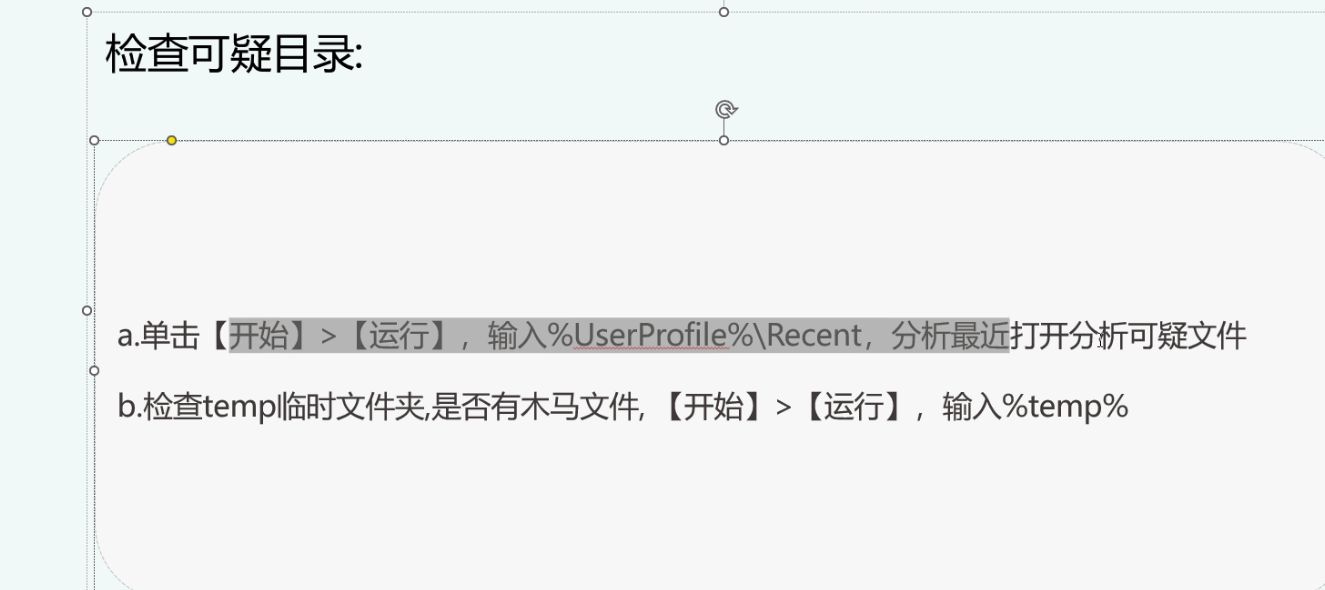 检查可疑目录:
a.单击【开始】>【运行】，输入%UserProfile%\Recent，分析最近打开分析可疑文件
b.检查temp临时文件夹,是否有木马文件, 【开始】>【运行】，输入%temp%